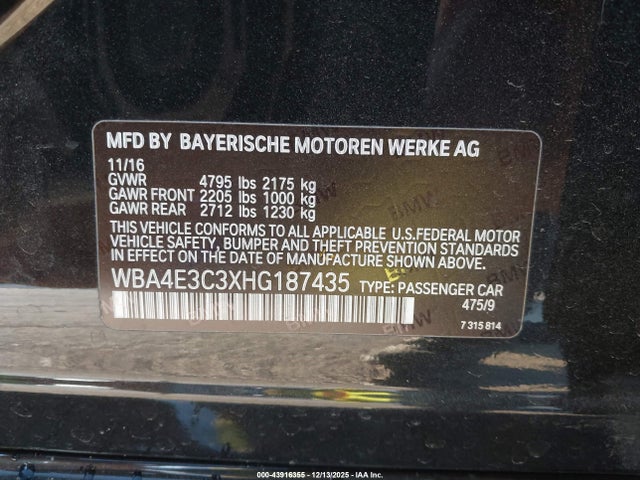 MFD BY BAYERISCHE MOTOREN WERKE AG
11/16
GVWR 4795 lbs 2175 kg
GAWR FRONT 2205 lbs 1000 kg
GAWR REAR 2712 lbs 1230 kg
THIS VEHICLE CONFORMS TO ALL APPLICABLE U.S.FEDERAL MOTOR
VEHICLE SAFETY, BUMPER AND THEFT PREVENTION STANDARDS
IN EFFECT ON THE DATE OF MANUFACTURE SHOWN ABOVE.
WBA4E3C3XHG187435 TYPE: PASSENGER CAR
475/9
7 315 814
000-43916355 - 12/13/2025 - IAA Inc.